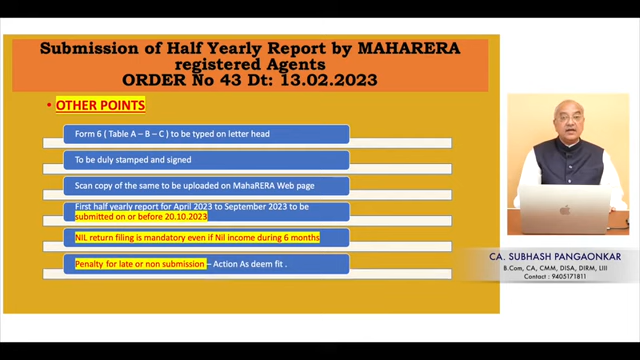 Submission of Half Yearly Report by MAHARERA
registered Agents
ORDER No 43 Dt: 13.02.2023
• OTHER POINTS
Form 6 ( Table A – B – C ) to be typed on letter head
To be duly stamped and signed
Scan copy of the same to be uploaded on MahaRERA Web page
First half yearly report for April 2023 to September 2023 to be
submitted on or before 20.10.2023
NIL return filing is mandatory even if Nil income during 6 months
Penalty for late or non submission – Action As deem fit .
CA. SUBHASH PANGAONKAR
B.Com, CA, CMM, DISA, DIRM, LIII
Contact : 9405171811